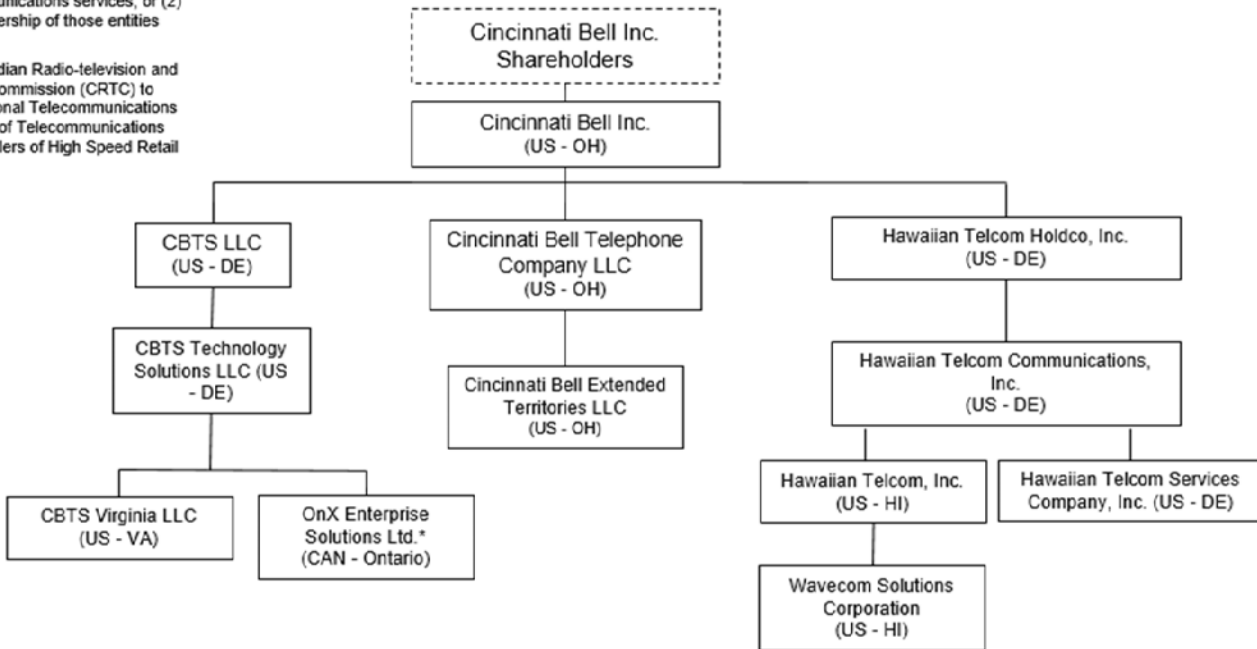 services, or (2)
ership of those entities
dian Radio-television and
ommission (CRTC) to
onal Telecommunications
of Telecommunications
lers of High Speed Retail
Cincinnati Bell Inc.
Shareholders
Cincinnati Bell Inc.
(US - OH)
CBTS LLC
(US - DE)
Cincinnati Bell Telephone
Company LLC
(US - OH)
Hawaiian Telcom Holdco, Inc.
(US - DE)
CBTS Technology
Solutions LLC (US
- DE)
Cincinnati Bell Extended
Territories LLC
(US - OH)
Hawaiian Telcom Communications,
Inc.
(US - DE)
CBTS Virginia LLC
(US - VA)
OnX Enterprise
Solutions Ltd.*
(CAN - Ontario)
Hawaiian Telcom, Inc.
(US - HI)
Hawaiian Telcom Services
Company, Inc. (US - DE)
Wavecom Solutions
Corporation
(US - HI)